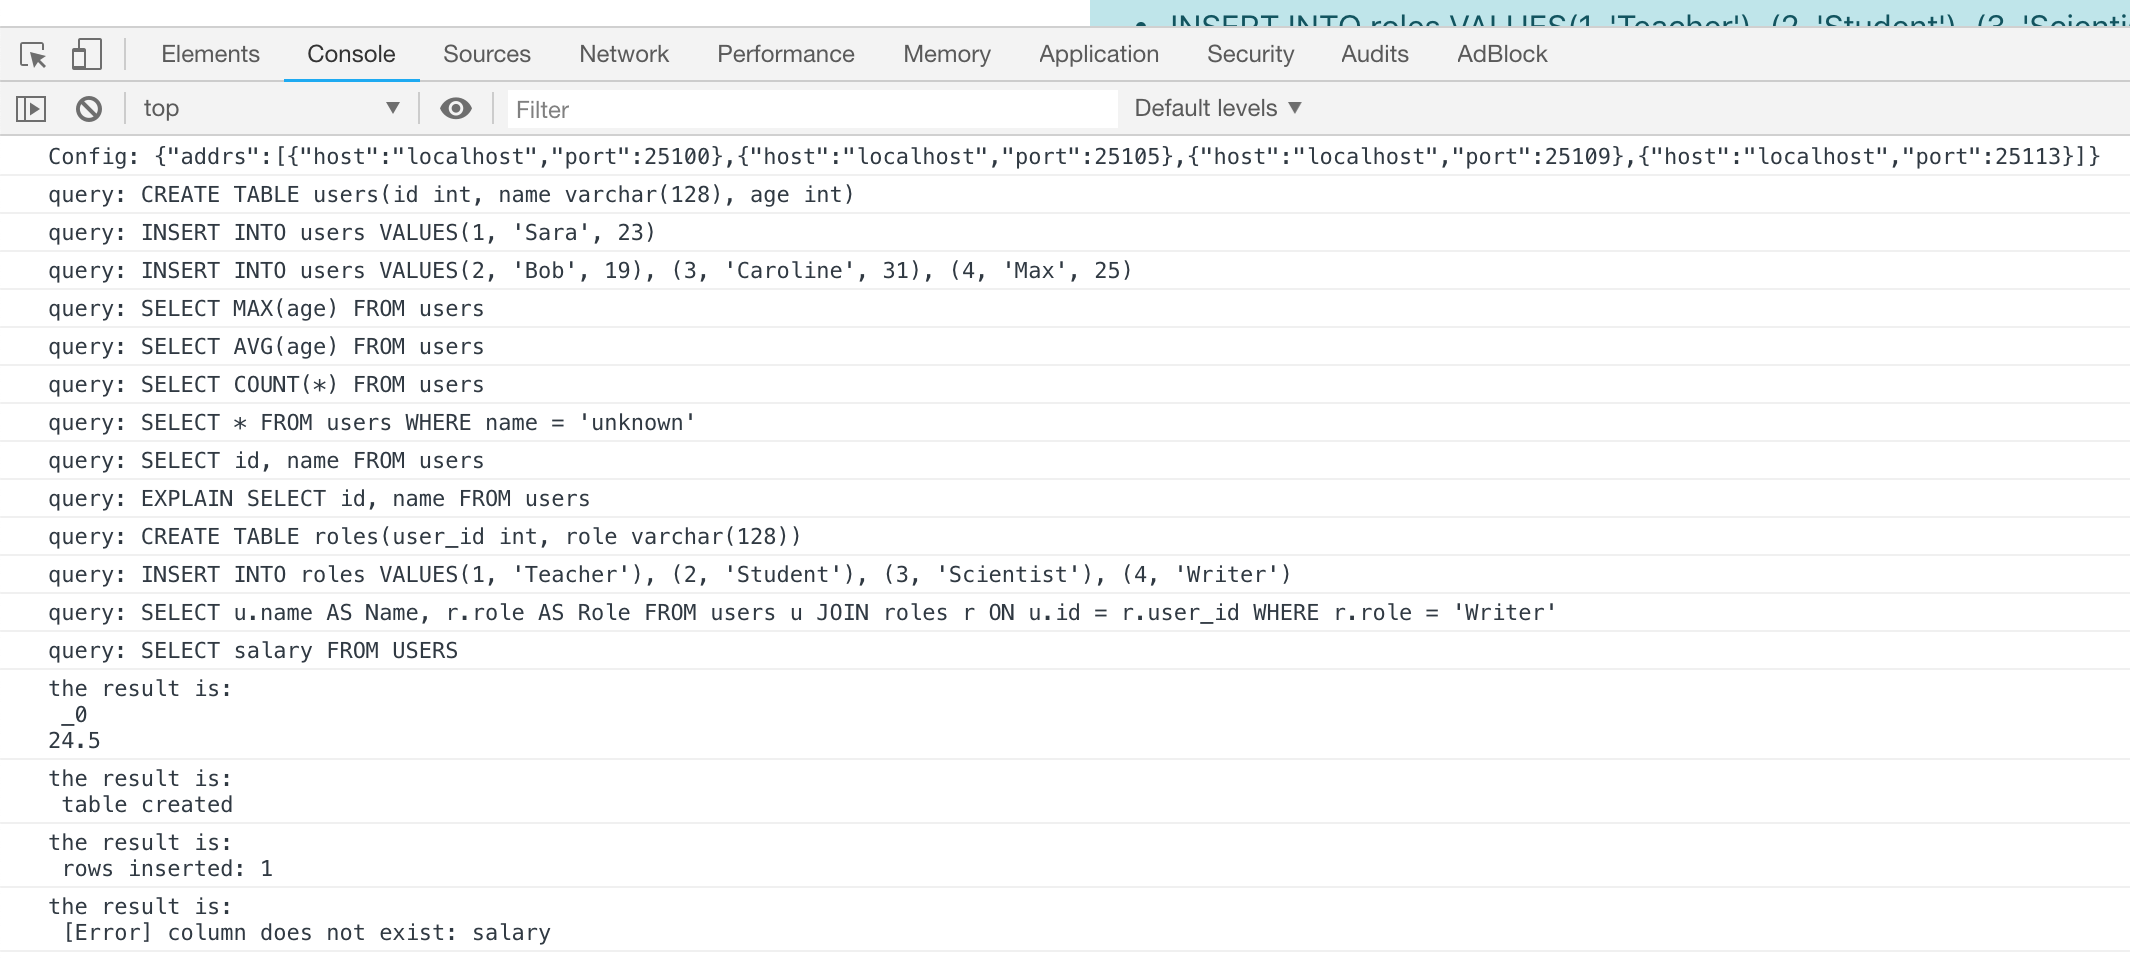 • INSERT INTO roles VALUES(1, 'Teacher'), (2, 'Student'), (3, 'Scienti
Elements Console Sources Network Performance Memory Application Security Audits AdBlock
top ▼ Filter Default levels ▼
Config: {"addrs":[{"host":"localhost","port":25100},{"host":"localhost","port":25105},{"host":"localhost","port":25109},{"host":"localhost","port":25113}]}
query: CREATE TABLE users(id int, name varchar(128), age int)
query: INSERT INTO users VALUES(1, 'Sara', 23)
query: INSERT INTO users VALUES(2, 'Bob', 19), (3, 'Caroline', 31), (4, 'Max', 25)
query: SELECT MAX(age) FROM users
query: SELECT AVG(age) FROM users
query: SELECT COUNT(*) FROM users
query: SELECT * FROM users WHERE name = 'unknown'
query: SELECT id, name FROM users
query: EXPLAIN SELECT id, name FROM users
query: CREATE TABLE roles(user_id int, role varchar(128))
query: INSERT INTO roles VALUES(1, 'Teacher'), (2, 'Student'), (3, 'Scientist'), (4, 'Writer')
query: SELECT u.name AS Name, r.role AS Role FROM users u JOIN roles r ON u.id = r.user_id WHERE r.role = 'Writer'
query: SELECT salary FROM USERS
the result is:
_0
24.5
the result is:
table created
the result is:
rows inserted: 1
the result is:
[Error] column does not exist: salary